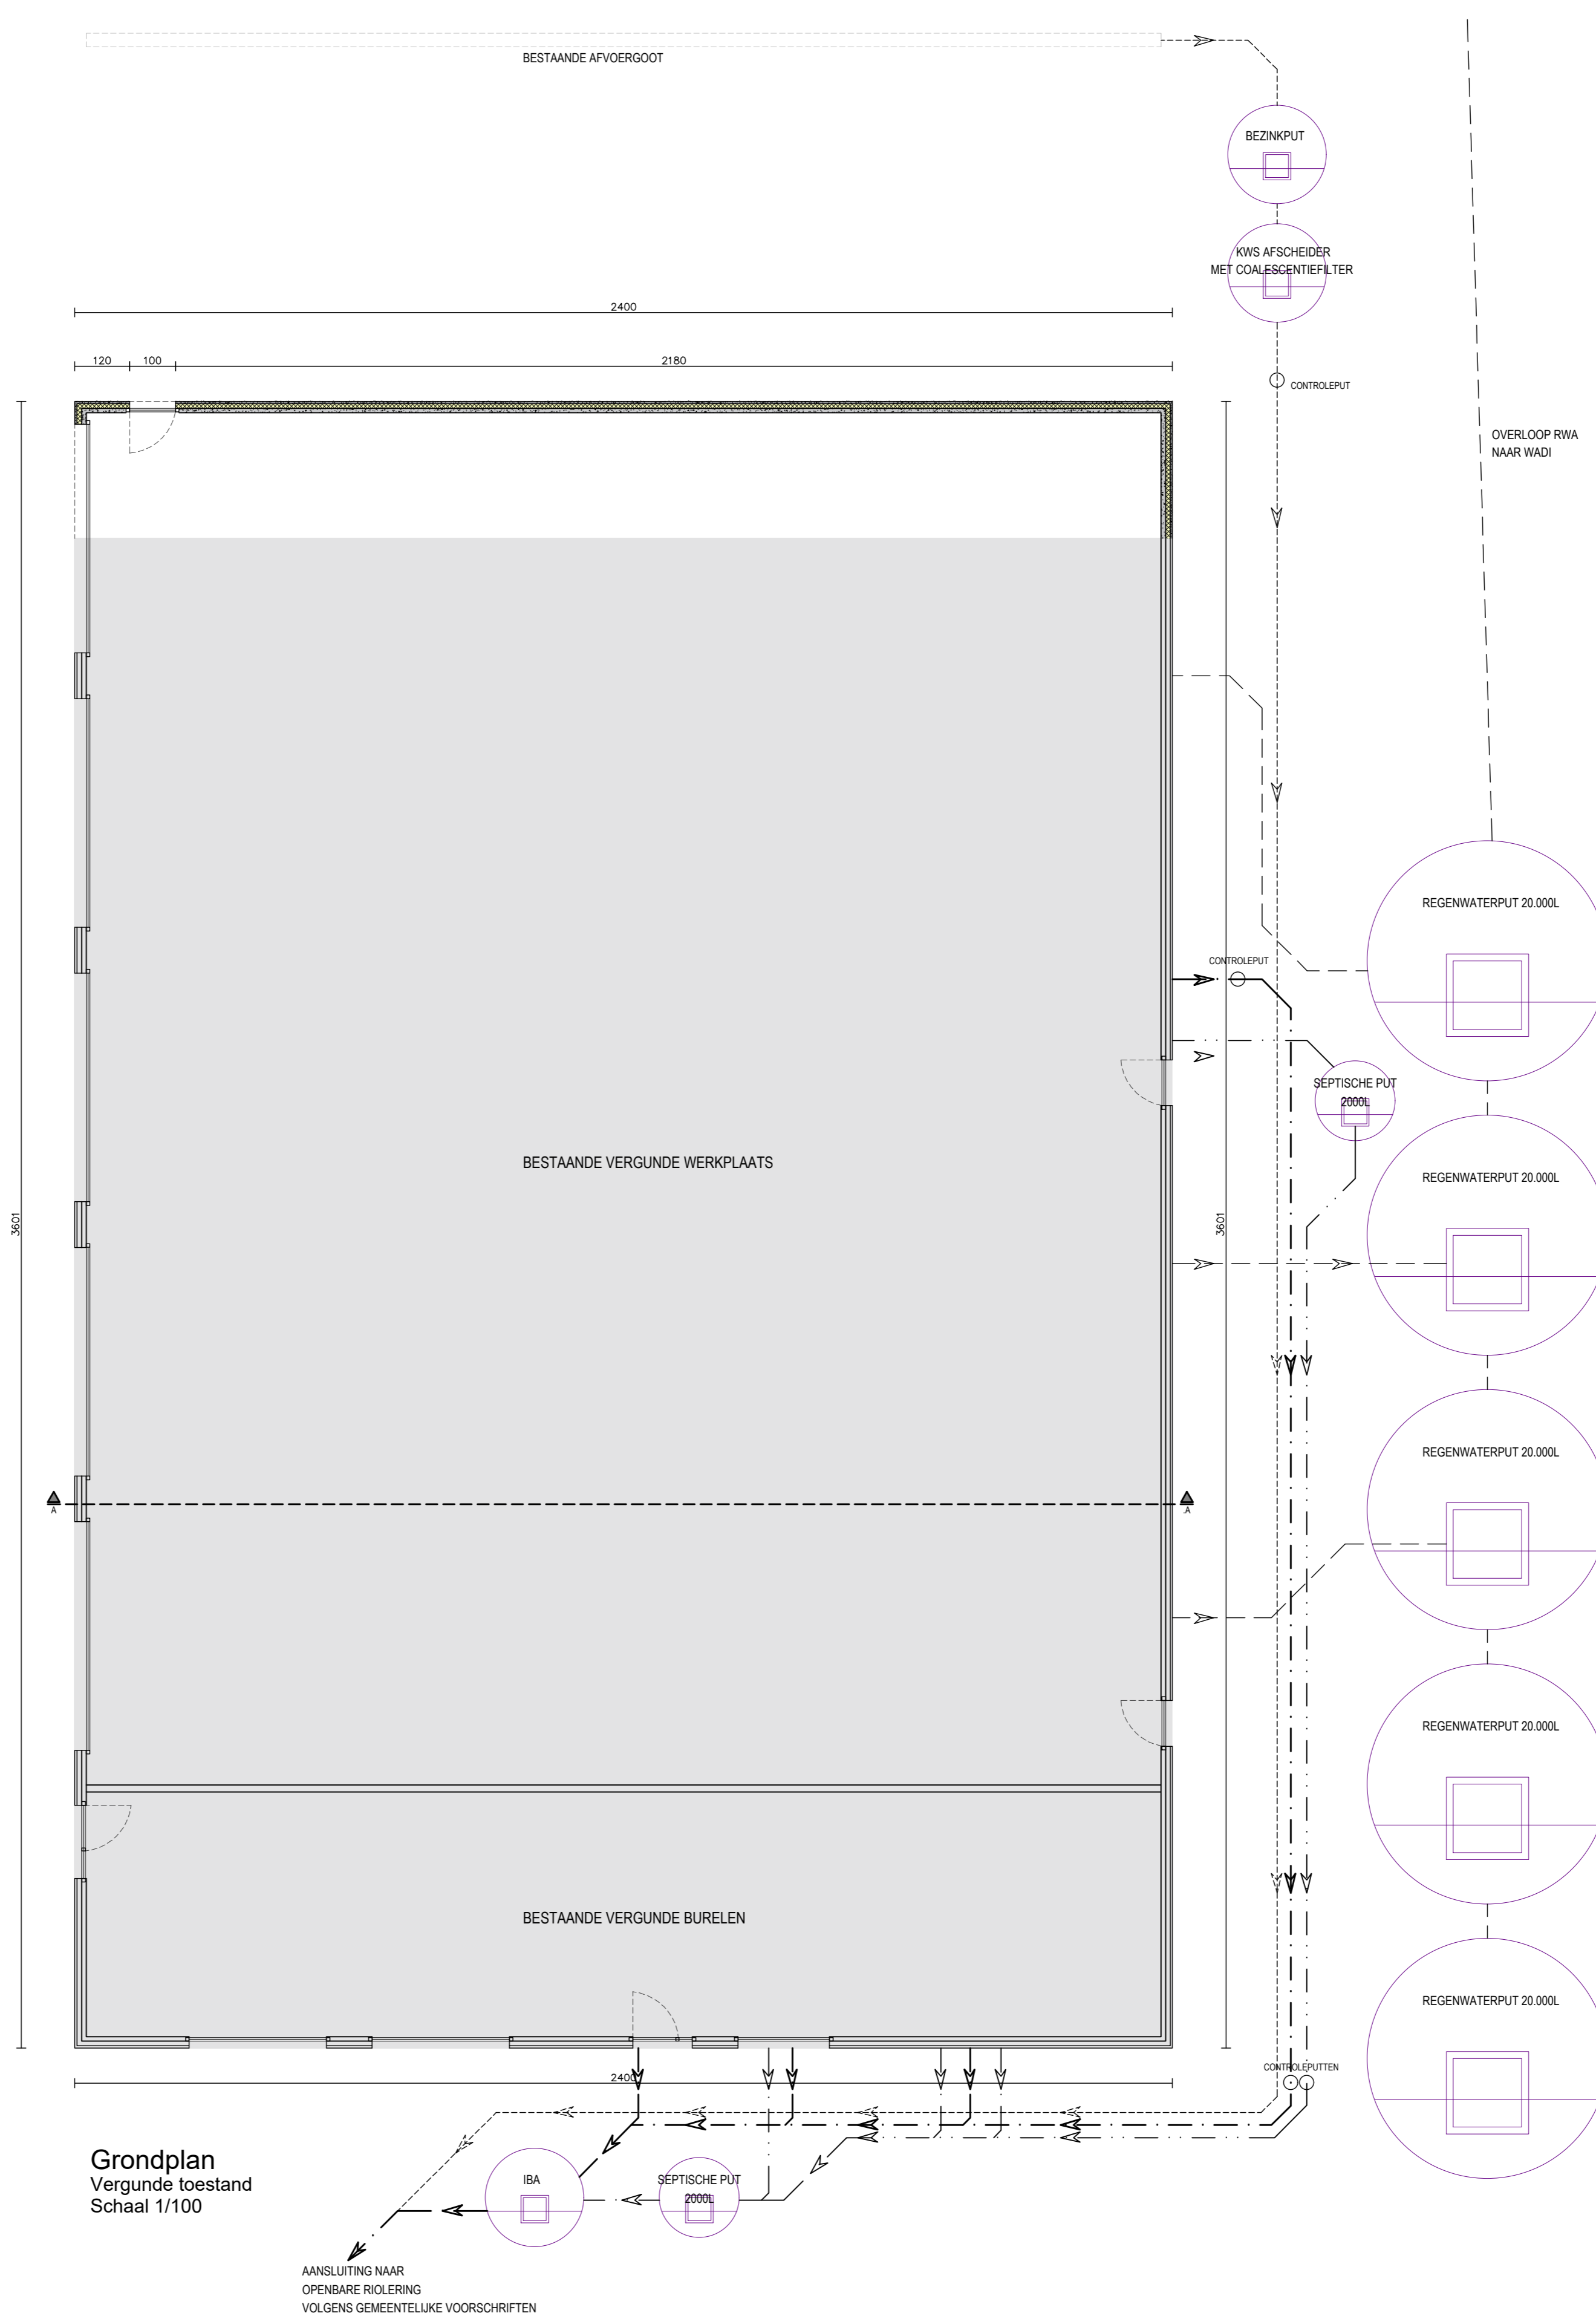 BESTAANDE AFVOERGOOT
BEZINKPUT
KWS AFSCHEIDER
MET COALESCENTIEFILTER
2400
120
100
2180
CONTROLEPUT
OVERLOOP RWA
NAAR WADI
REGENWATERPUT 20.000L
CONTROLEPUT
SEPTISCHE PUT
2000L
BESTAANDE VERGUNDE WERKPLAATS
REGENWATERPUT 20.000L
3601
3601
REGENWATERPUT 20.000L
A
A
REGENWATERPUT 20.000L
BESTAANDE VERGUNDE BURELEN
REGENWATERPUT 20.000L
CONTROLEPUTTEN
2400
Grondplan
Vergunde toestand
Schaal 1/100
IBA
SEPTISCHE PUT
2000L
AANSLUITING NAAR
OPENBARE RIOLERING
VOLGENS GEMEENTELIJKE VOORSCHRIFTEN